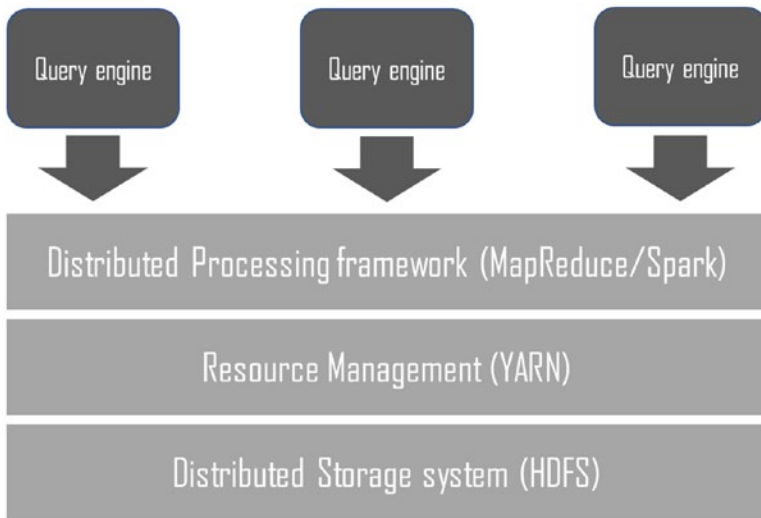 Query engine
Query engine
Query engine
Distributed Processing framework (MapReduce/Spark)
Resource Management (YARN)
Distributed Storage system (HDFS)